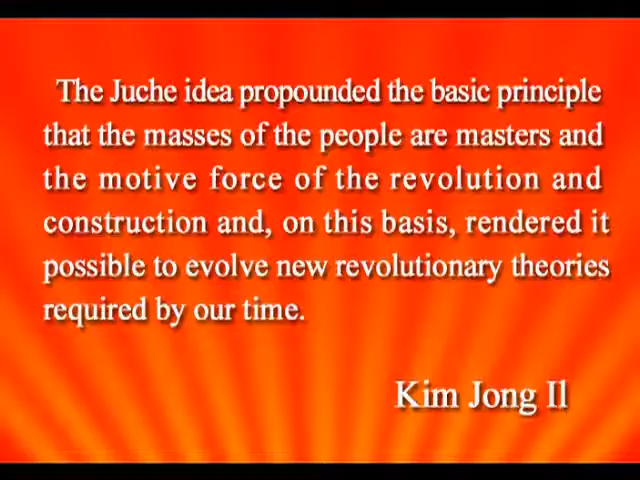 The Juche idea propounded the basic principle
that the masses of the people are masters and
the motive force of the revolution and
construction and, on this basis, rendered it
possible to evolve new revolutionary theories
required by our time.
Kim Jong Il